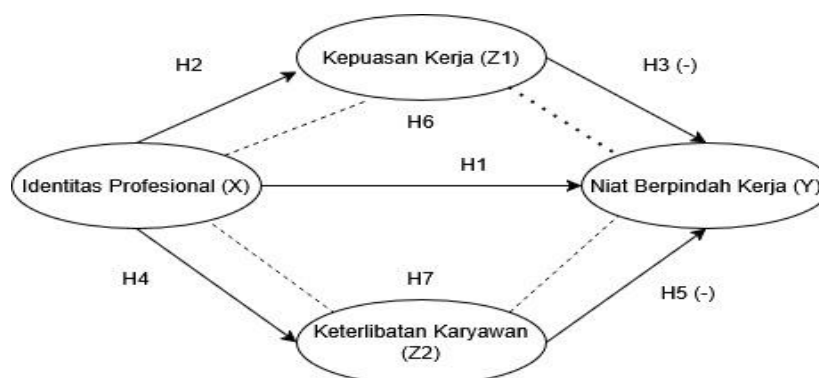 Kepuasan Kerja (Z1)
H2
H3 (-)
H6
H1
Identitas Profesional (X)
Niat Berpindah Kerja (Y)
H4
H7
H5 (-)
Keterlibatan Karyawan
(Z2)